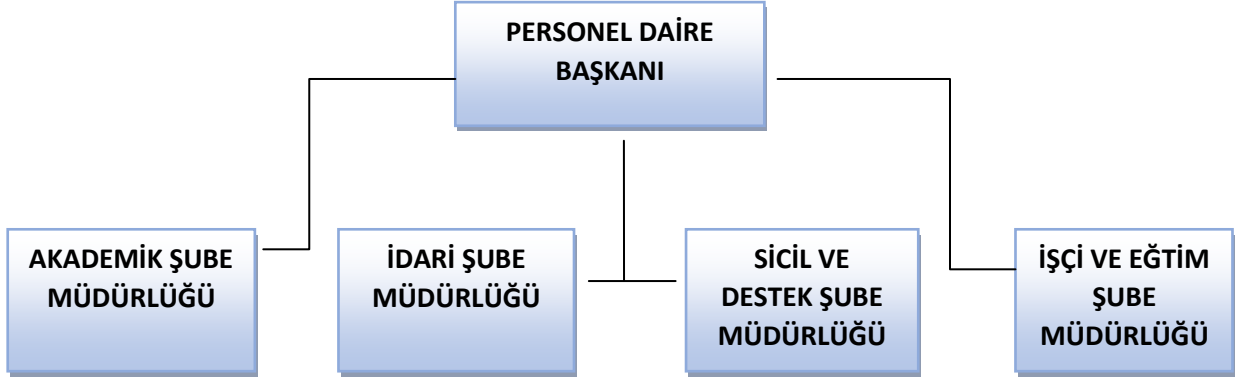 PERSONEL DAİRE
BAŞKANI
AKADEMİK ŞUBE
MÜDÜRLÜĞÜ
İDARİ ŞUBE
MÜDÜRLÜĞÜ
SİCİL VE
DESTEK ŞUBE
MÜDÜRLÜĞÜ
İŞÇİ VE EĞTİM
ŞUBE
MÜDÜRLÜĞÜ